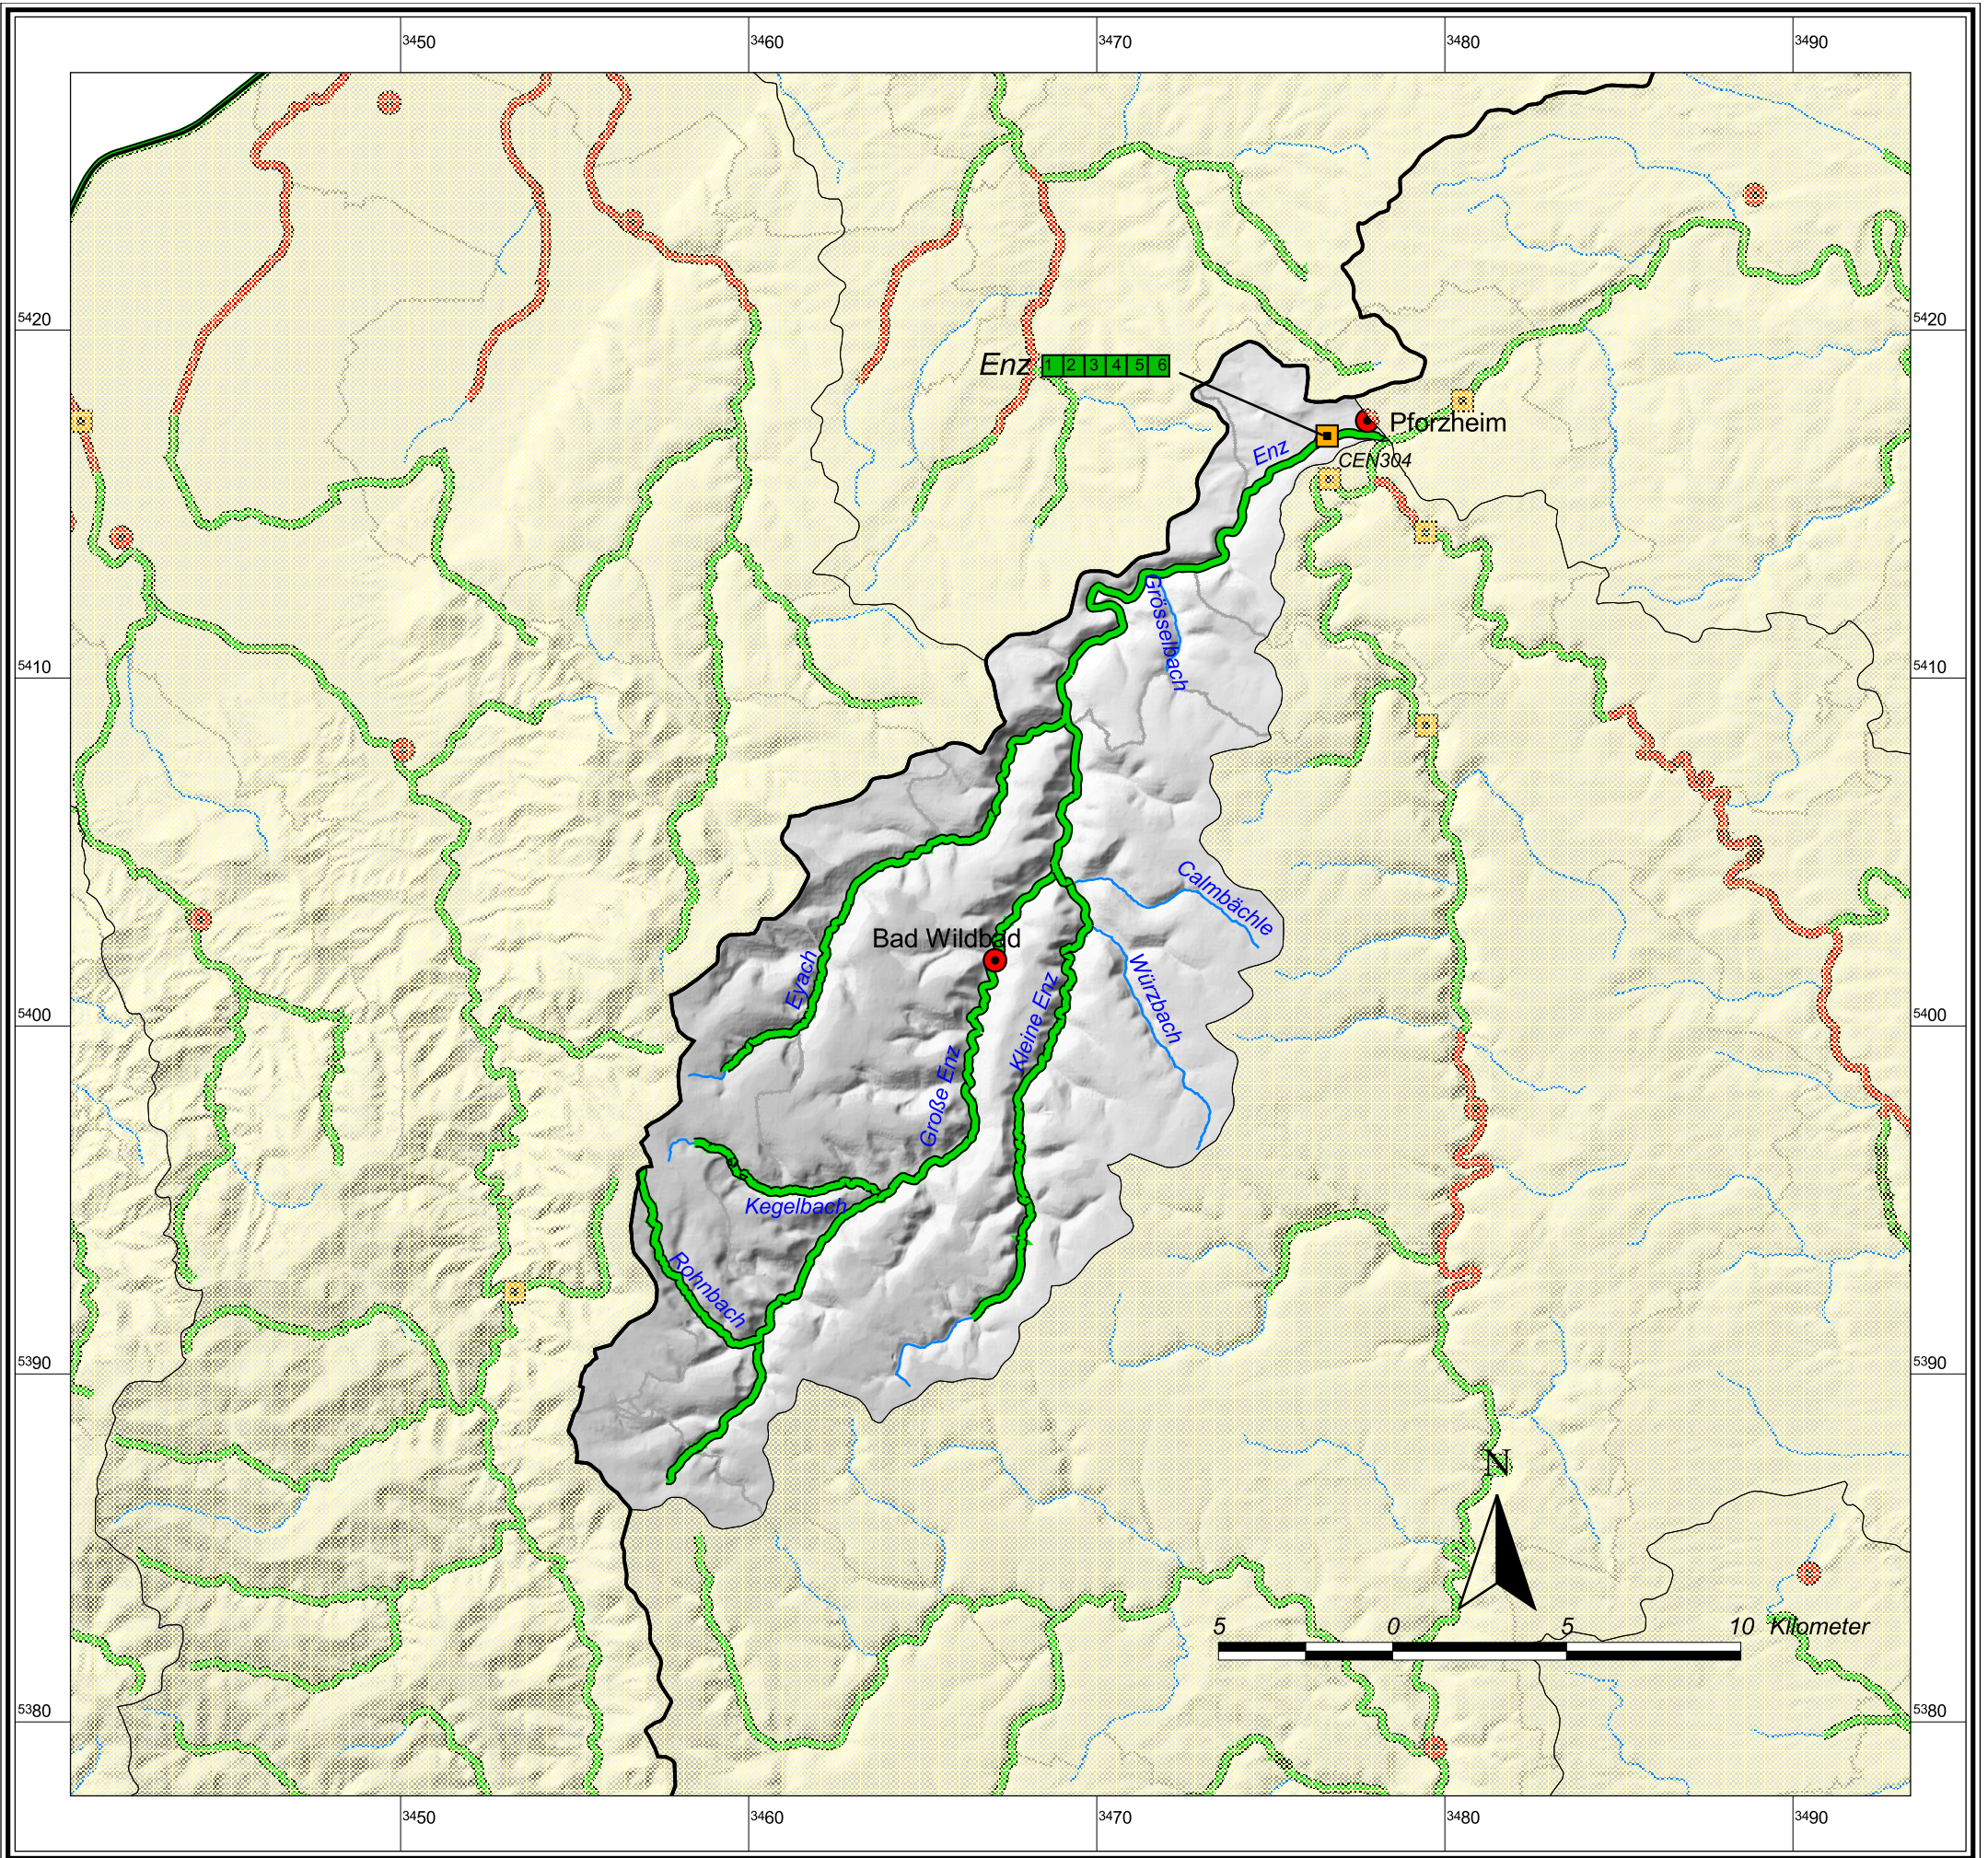 3450 3460 3470 3480 3490
5420 5420
Enz 1 2 3 4 5 6
Pforzheim
Enz
CEN304
Grösselbach
5410 5410
Calmbächle
Bad Wildbad
Eyach
Würzbach
Kleine Enz
5400 5400
Große Enz
Kegelbach
Rohnbach
5390 5390
N
5 0 5 10 Kilometer
5380 5380
3450 3460 3470 3480 3490